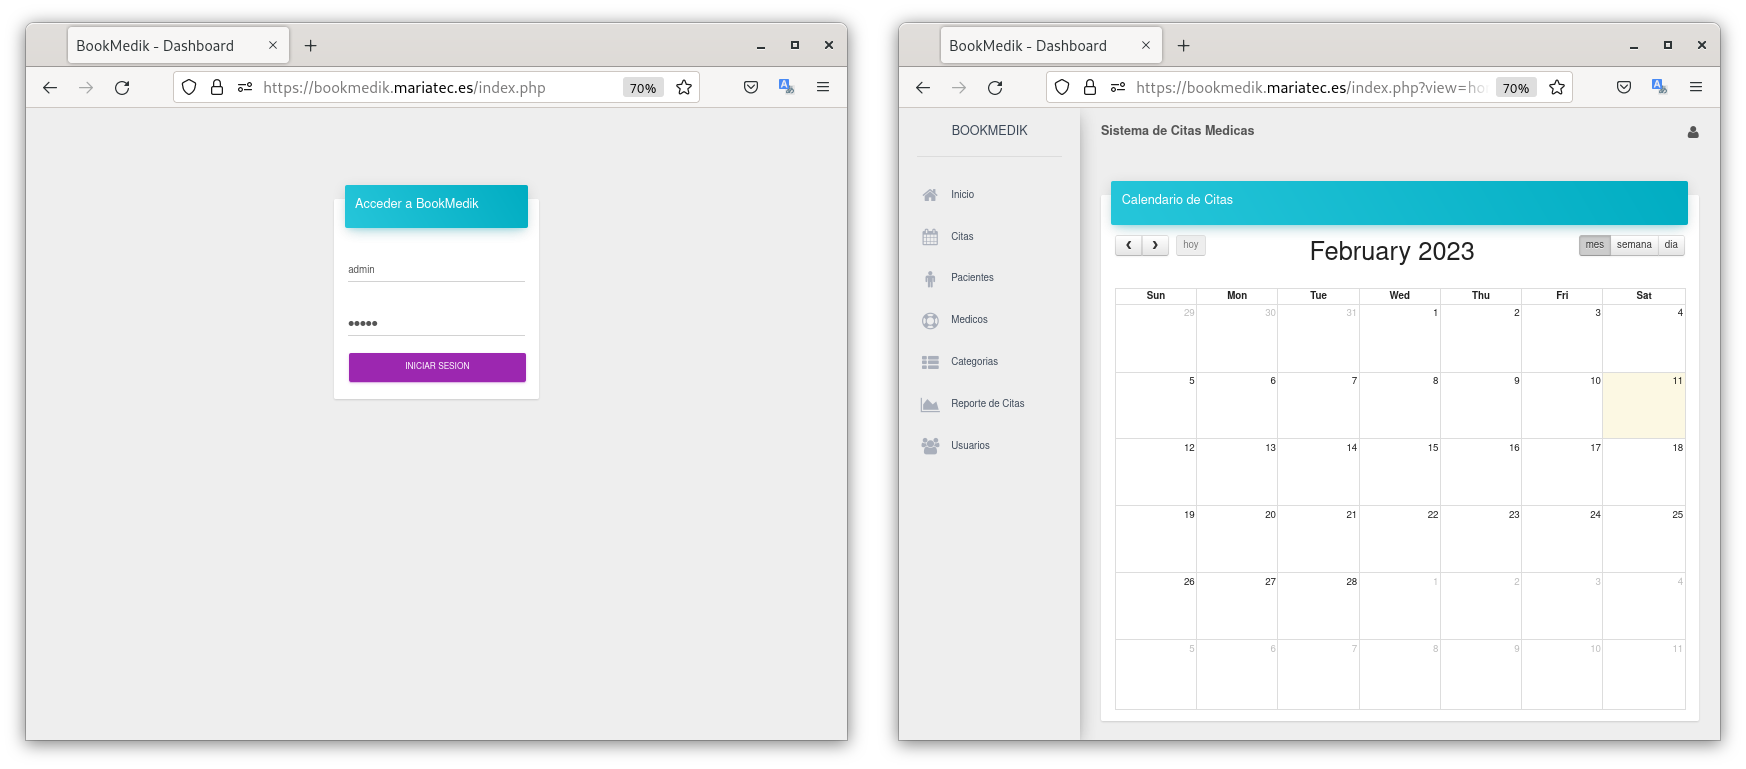 BookMedik - Dashboard
https://bookmedik.mariatec.es/index.php
70%
Acceder a BookMedik
admin
•••••
INICIAR SESION
BookMedik - Dashboard
https://bookmedik.mariatec.es/index.php?view=ho
70%
BOOKMEDIK
Sistema de Citas Medicas
Inicio
Citas
Pacientes
Medicos
Categorias
Reporte de Citas
Usuarios
Calendario de Citas
hoy
February 2023
mes semana dia
Sun Mon Tue Wed Thu Fri Sat
29 30 31 1 2 3 4
5 6 7 8 9 10 11
12 13 14 15 16 17 18
19 20 21 22 23 24 25
26 27 28 1 2 3 4
5 6 7 8 9 10 11